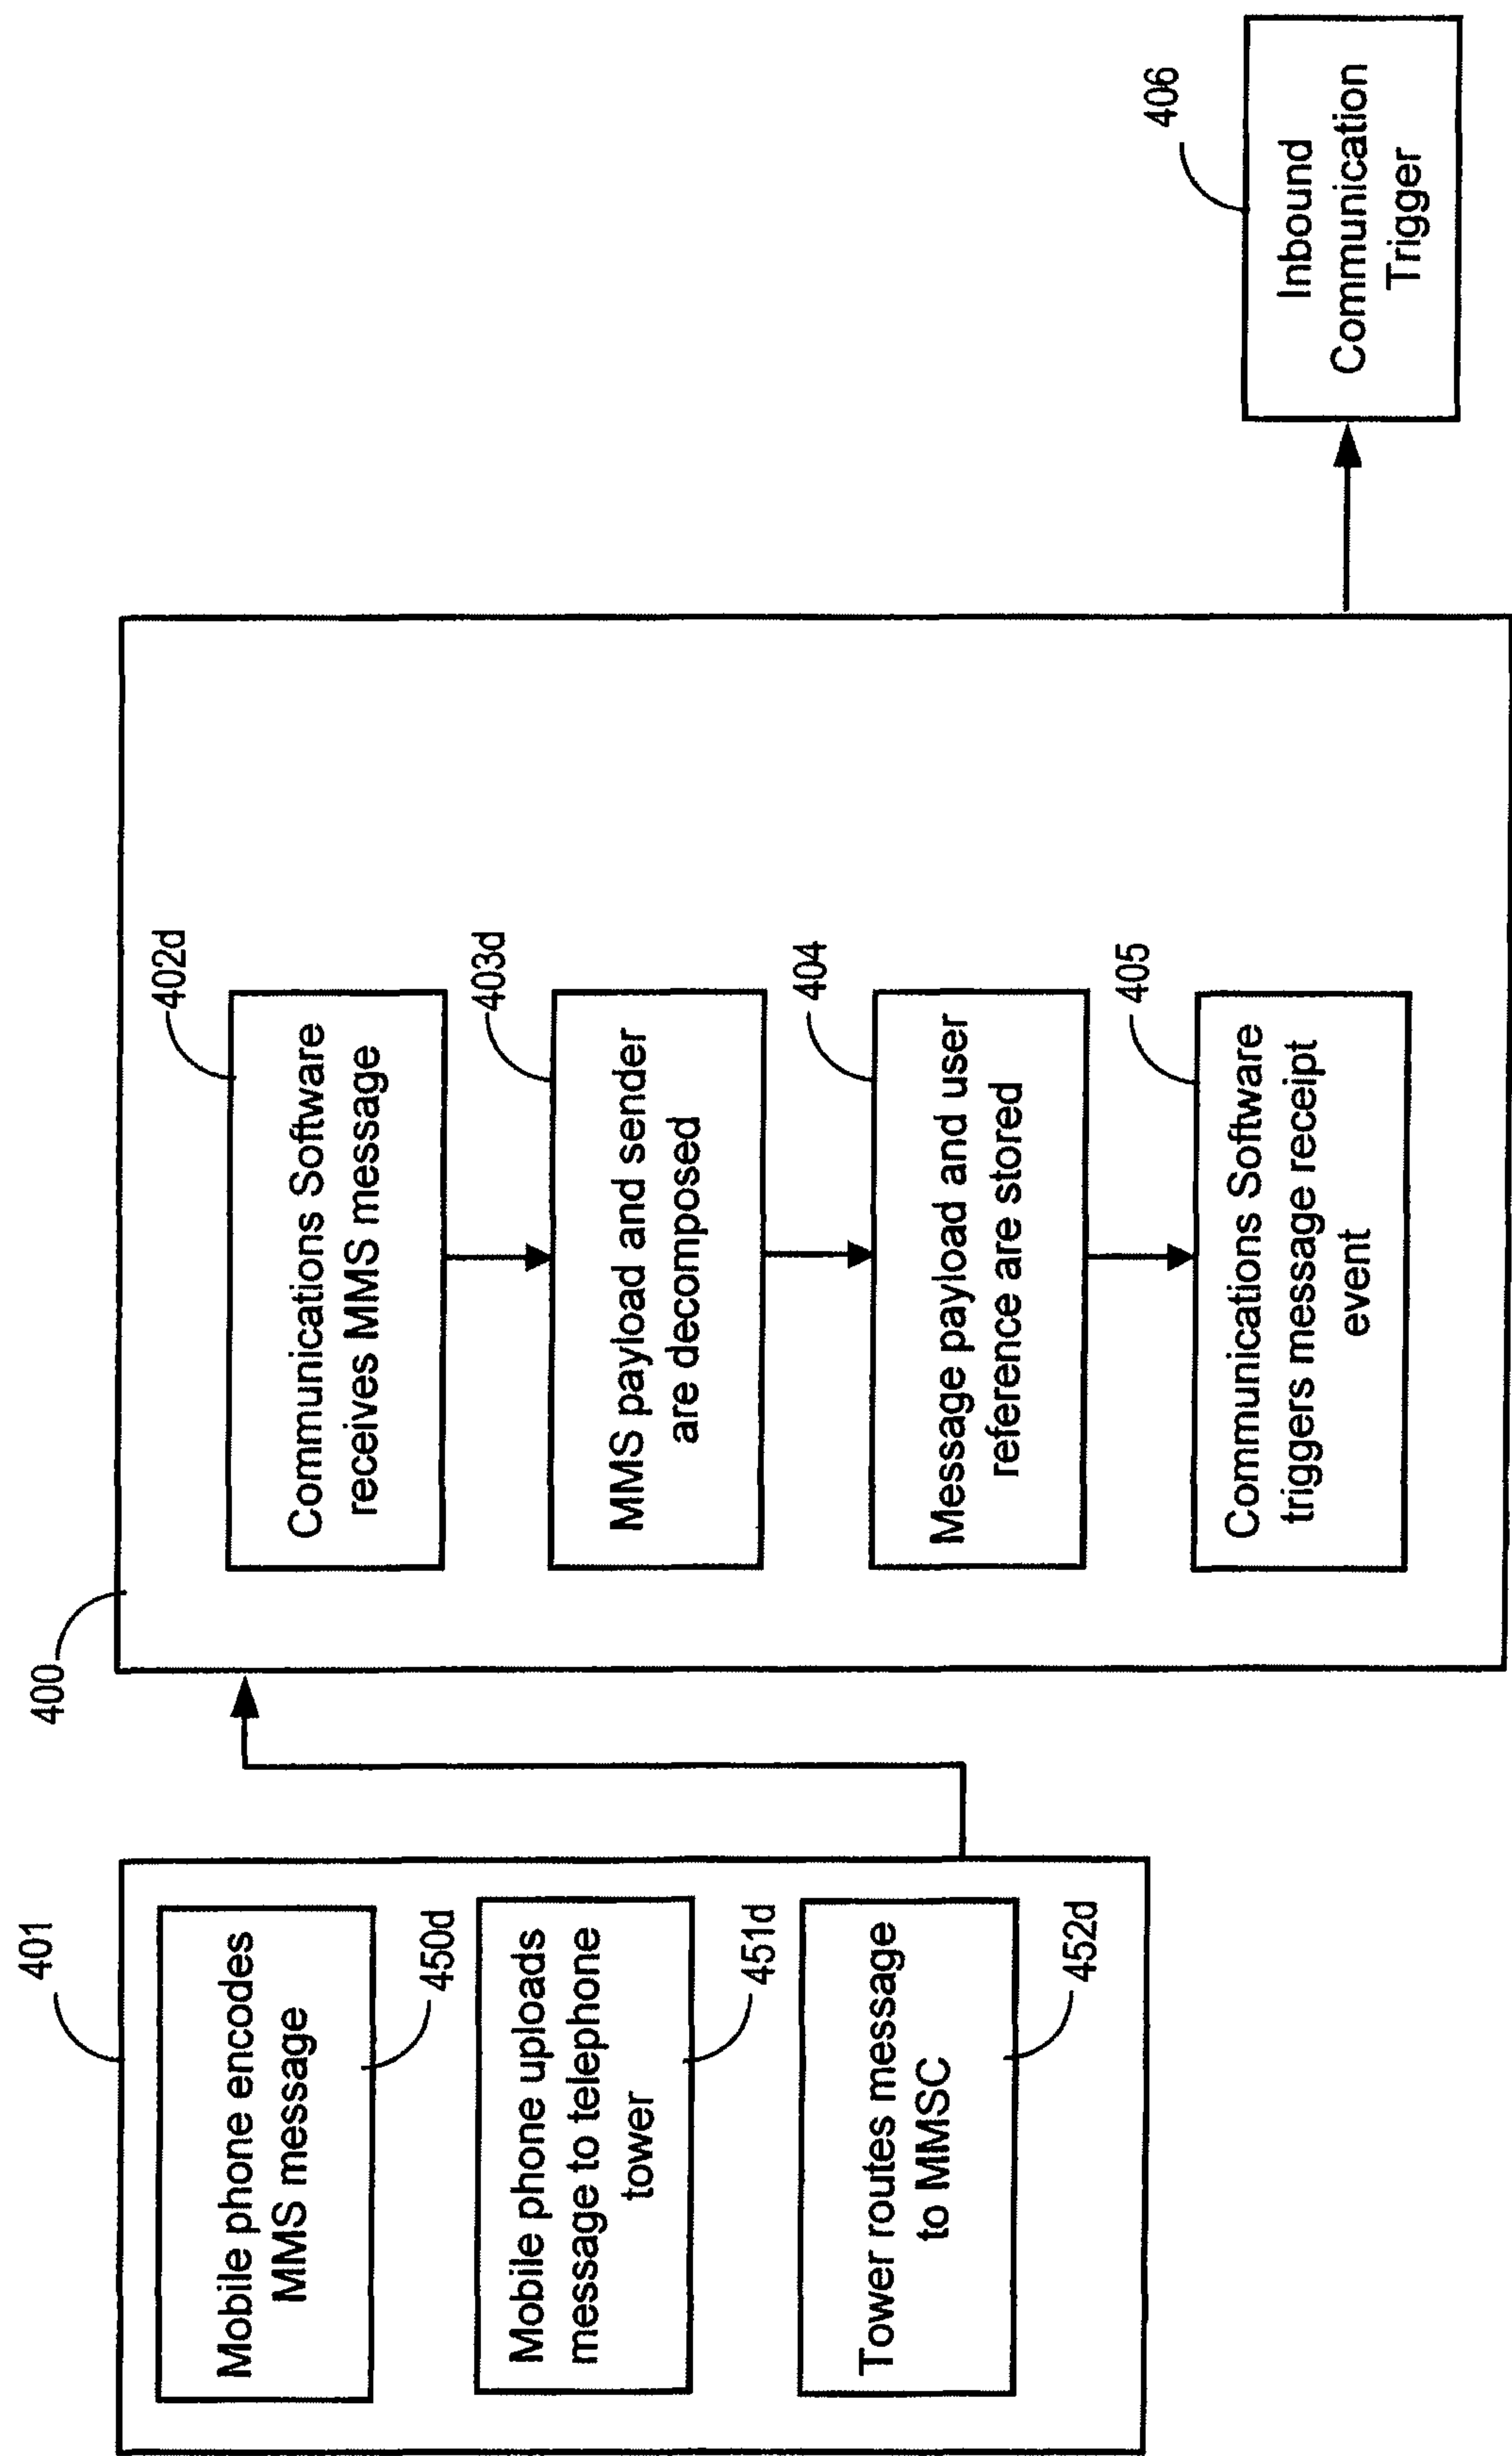 401
Mobile phone encodes
MMS message
450d
Mobile phone uploads
message to telephone
tower
451d
Tower routes message
to MMSC
452d
400
402d
Communications Software
receives MMS message
403d
MMS payload and sender
are decomposed
404
Message payload and user
reference are stored
405
Communications Software
triggers message receipt
event
406
Inbound
Communication
Trigger